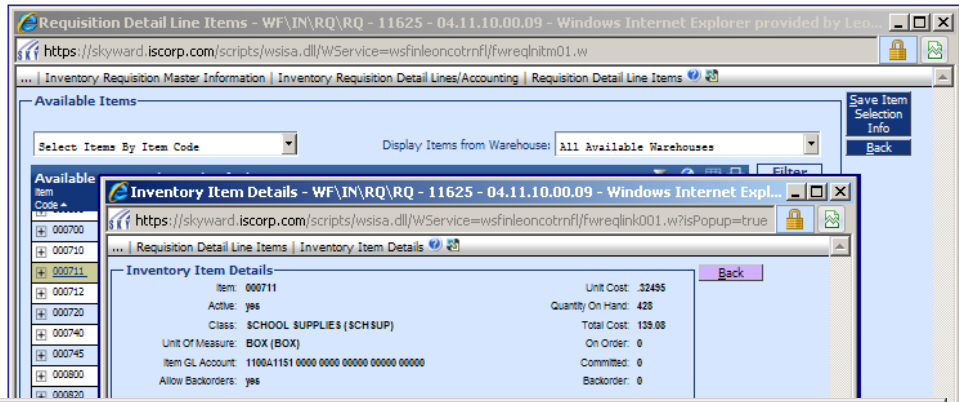 Requisition Detail Line Items - WF\IN\RQ\RQ - 11625 - 04.11.10.00.09 - Windows Internet Explorer provided by Leo...
https://skyward.iscorp.com/scripts/wsisa.dll/WService=wsfinleoncotrnfl/fwreqlnitm01.w
... | Inventory Requisition Master Information | Inventory Requisition Detail Lines/Accounting | Requisition Detail Line Items
Available Items
Save Item
Selection
Info
Back
Select Items By Item Code
Display Items from Warehouse: All Available Warehouses
Available
Filter
Item
Code
000700
000710
000711
000712
000720
000740
000745
000800
000820
Inventory Item Details - WF\IN\RQ\RQ - 11625 - 04.11.10.00.09 - Windows Internet Expl...
https://skyward.iscorp.com/scripts/wsisa.dll/WService=wsfinleoncotrnfl/fwreqlink001.w?isPopup=true
... | Requisition Detail Line Items | Inventory Item Details
Inventory Item Details
Back
Item: 000711 Unit Cost: .32495
Active: yes Quantity On Hand: 428
Class: SCHOOL SUPPLIES (SCHSUP) Total Cost: 139.08
Unit Of Measure: BOX (BOX) On Order: 0
Item GL Account: 1100A1151 0000 0000 00000 00000 00000 Committed: 0
Allow Backorders: yes Backorder: 0